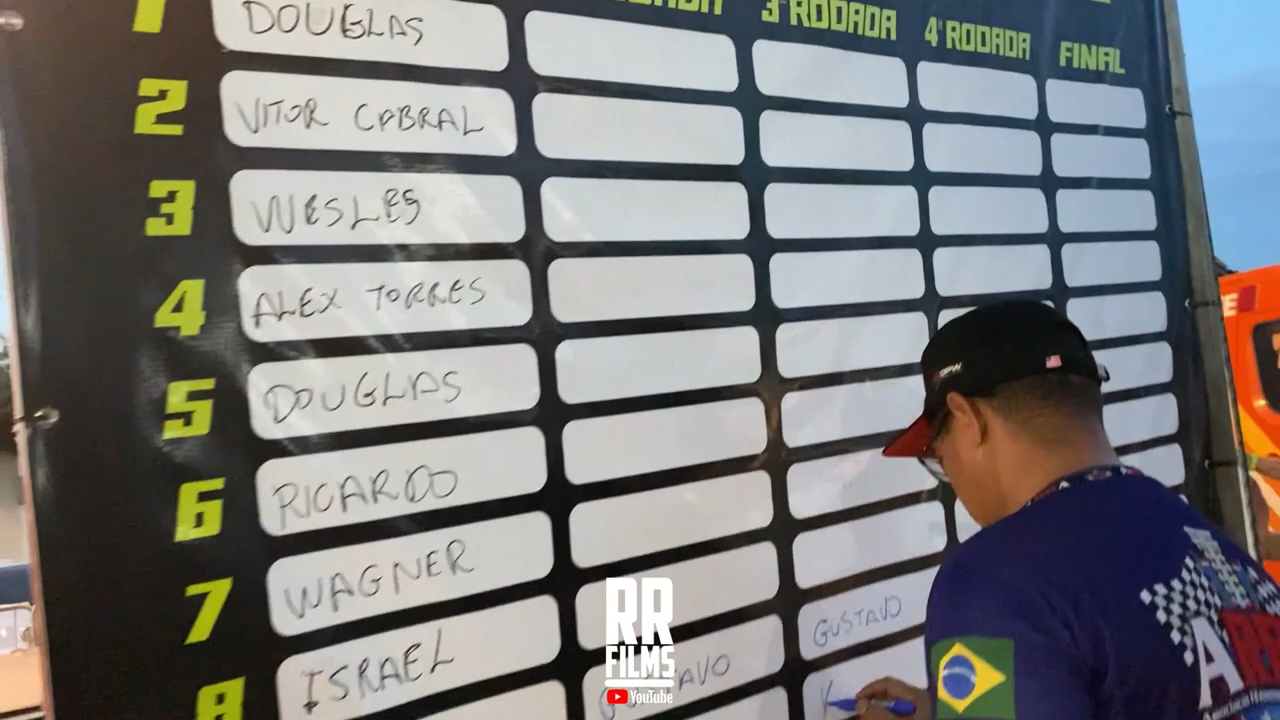 3ª RODADA
4ª RODADA
FINAL
1 DOUGLAS
2 VITOR CABRAL
3 WESLES
4 ALEX TORRES
5 DOUGLAS
6 RICARDO
7 WAGNER
GUSTAVO
8 ISRAEL
RR
FILMS
YouTube